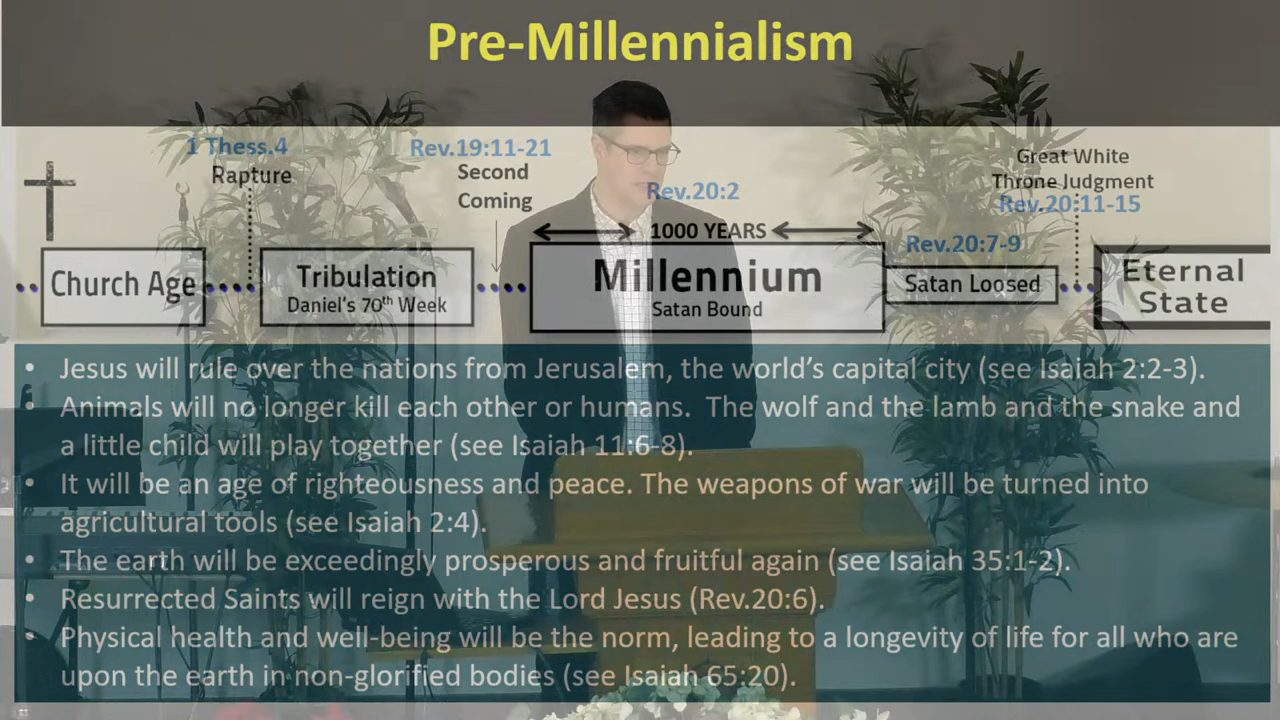 Pre-Millennialism
1 Thess.4
Rapture
Rev.19:11-21
Second
Coming
Rev.20:2
1000 YEARS
Great White
Throne Judgment
Rev.20:11-15
Rev.20:7-9
Church Age
Tribulation
Daniel's 70th Week
Millennium
Satan Bound
Satan Loosed
Eternal
State
• Jesus will rule over the nations from Jerusalem, the world's capital city (see Isaiah 2:2-3).
• Animals will no longer kill each other or humans. The wolf and the lamb and the snake and
a little child will play together (see Isaiah 11:6-8).
• It will be an age of righteousness and peace. The weapons of war will be turned into
agricultural tools (see Isaiah 2:4).
• The earth will be exceedingly prosperous and fruitful again (see Isaiah 35:1-2).
• Resurrected Saints will reign with the Lord Jesus (Rev.20:6).
• Physical health and well-being will be the norm, leading to a longevity of life for all who are
upon the earth in non-glorified bodies (see Isaiah 65:20).